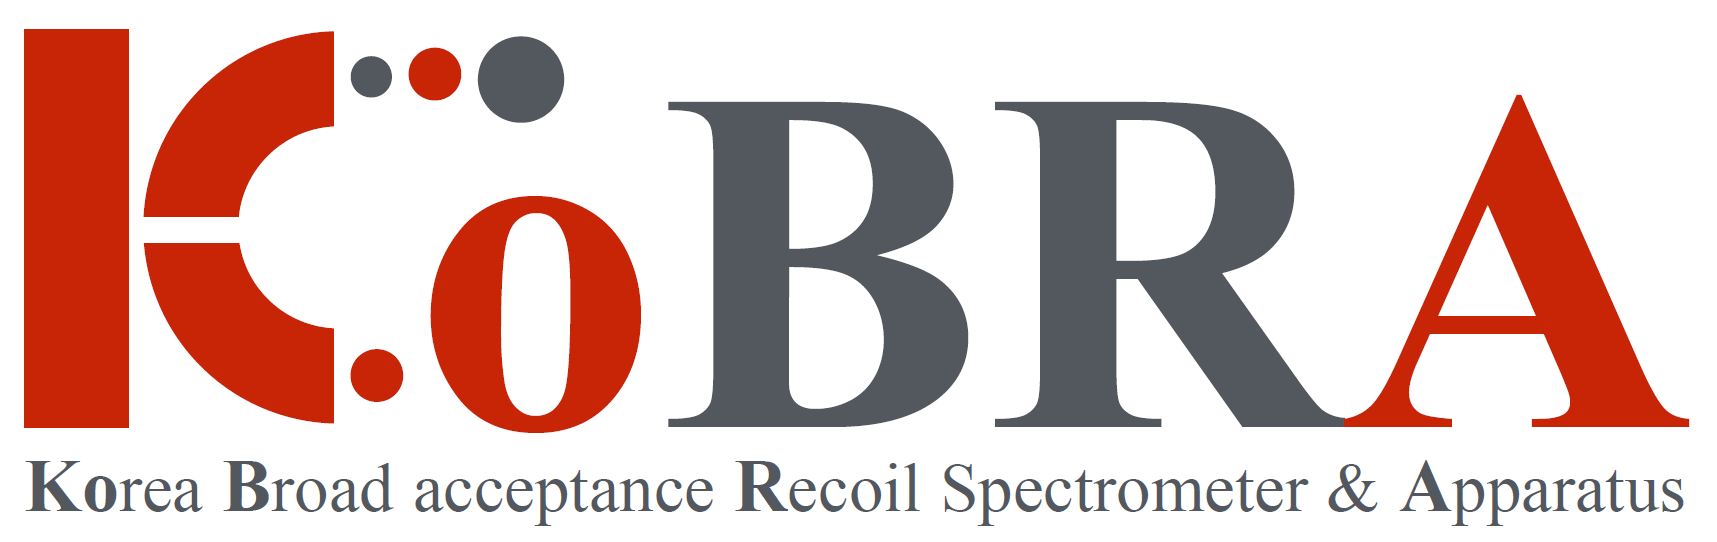 KoBRA
Korea Broad acceptance Recoil Spectrometer & Apparatus